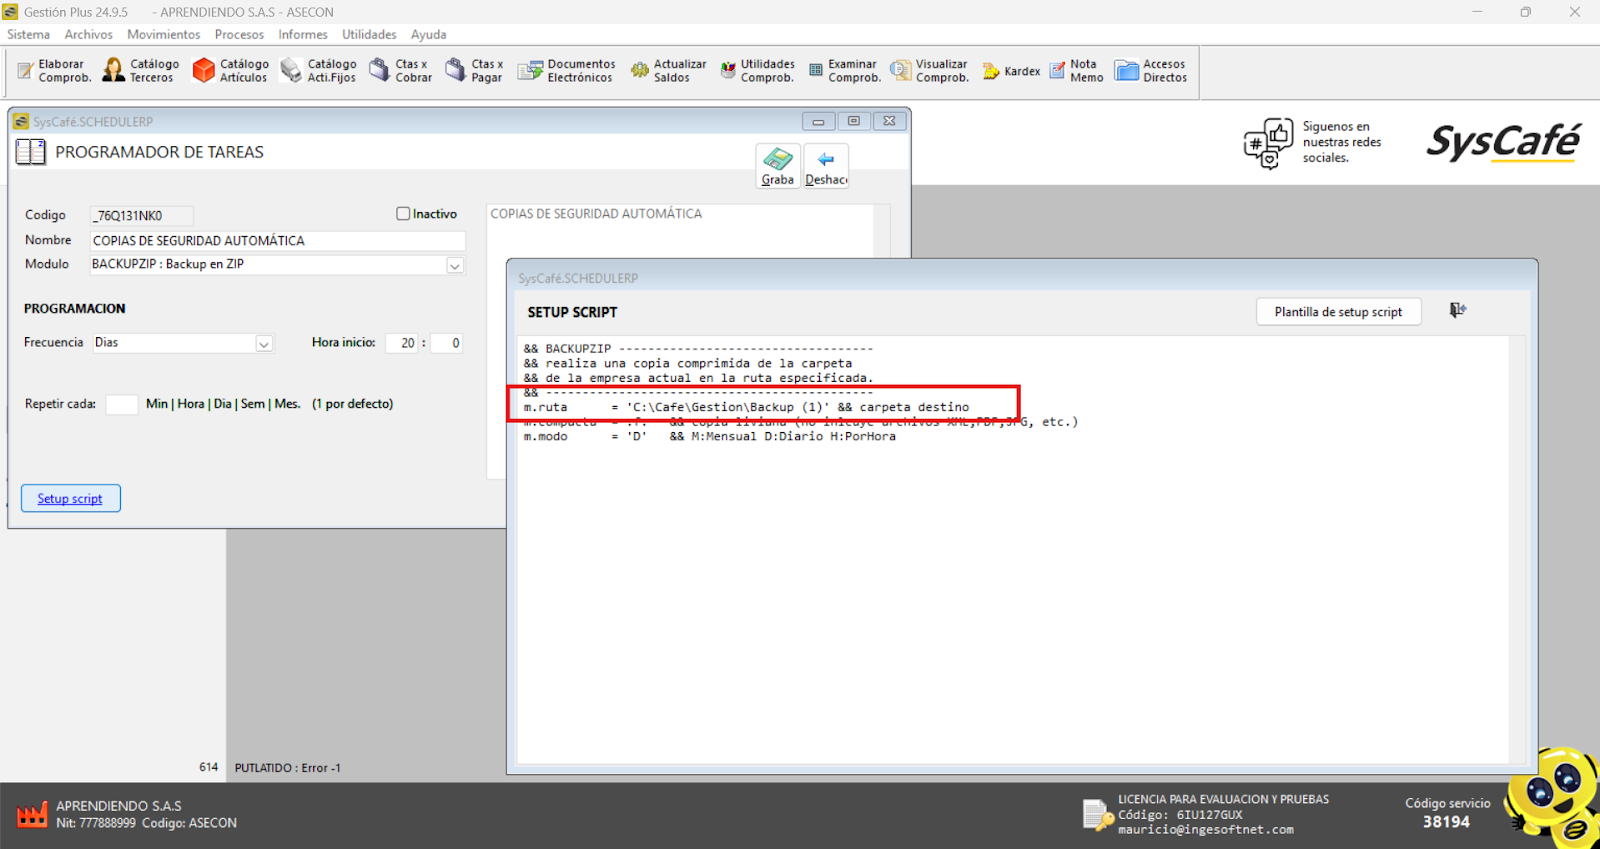 Gestión Plus 24.9.5 - APRENDIENDO S.A.S - ASECON
Sistema Archivos Movimientos Procesos Informes Utilidades Ayuda
Elaborar Comprob.
Catálogo Terceros
Catálogo Artículos
Catálogo Acti.Fijos
Ctas x Cobrar
Ctas x Pagar
Documentos Electrónicos
Actualizar Saldos
Utilidades Comprob.
Examinar Comprob.
Visualizar Comprob.
Kardex
Nota Memo
Accesos Directos
Siguenos en
nuestras redes
sociales.
SysCafé
SysCafé.SCHEDULERP
PROGRAMADOR DE TAREAS
Graba
Deshac
Codigo _76Q131NK0
Inactivo
Nombre COPIAS DE SEGURIDAD AUTOMÁTICA
Modulo BACKUPZIP : Backup en ZIP
COPIAS DE SEGURIDAD AUTOMÁTICA
PROGRAMACION
Frecuencia Dias Hora inicio: 20 : 0
Repetir cada: Min | Hora | Dia | Sem | Mes. (1 por defecto)
Setup script
SysCafé.SCHEDULERP
SETUP SCRIPT
Plantilla de setup script
&& BACKUPZIP -----------------------------------
&& realiza una copia comprimida de la carpeta
&& de la empresa actual en la ruta especificada.
&& ---------------------------------------------
m.ruta = 'C:\Cafe\Gestion\Backup (1)' && carpeta destino
m.compacta = && copia liviana (no incluye archivos XML,PDF,JPG, etc.)
m.modo = 'D' && M:Mensual D:Diario H:PorHora
614 PUTLATIDO : Error -1
APRENDIENDO S.A.S
Nit: 777888999 Codigo: ASECON
LICENCIA PARA EVALUACION Y PRUEBAS
Código: 6IU127GUX
mauricio@ingesoftnet.com
Código servicio
38194